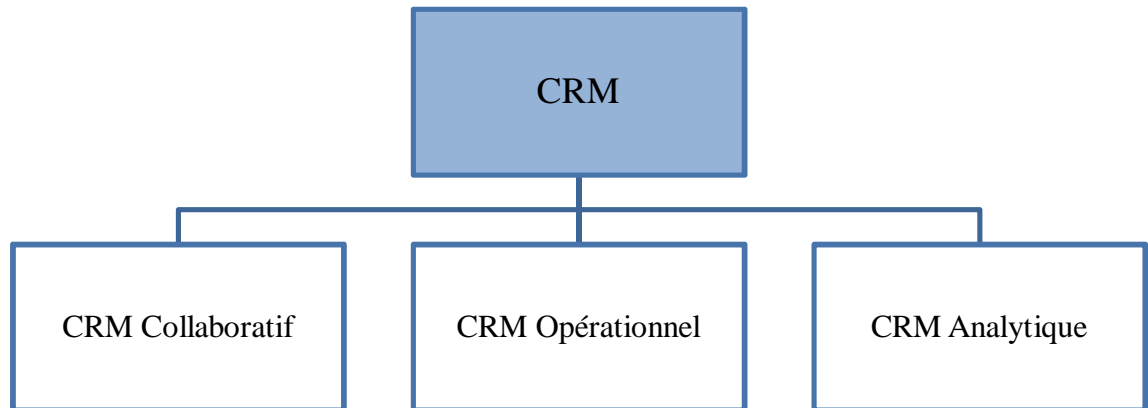 CRM
CRM Collaboratif
CRM Opérationnel
CRM Analytique